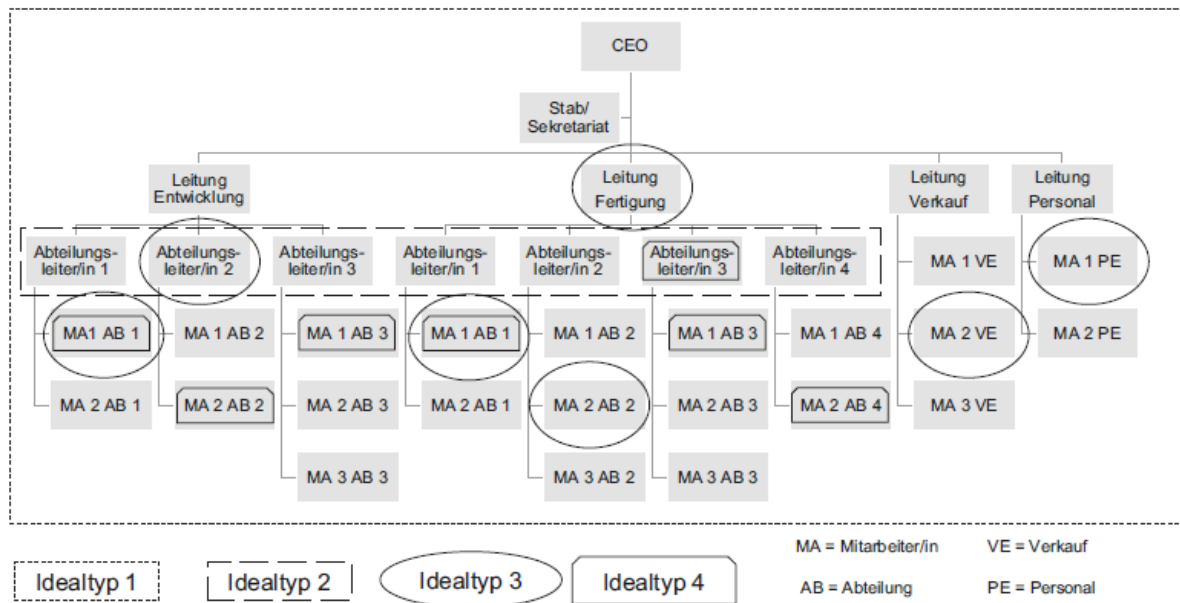 CEO
Stab/
Sekretariat
Leitung
Entwicklung
Leitung
Fertigung
Leitung
Verkauf
Leitung
Personal
Abteilungs-
leiter/in 1
Abteilungs-
leiter/in 2
Abteilungs-
leiter/in 3
Abteilungs-
leiter/in 1
Abteilungs-
leiter/in 2
Abteilungs-
leiter/in 3
Abteilungs-
leiter/in 4
MA 1 VE
MA 1 PE
MA1 AB 1
MA 1 AB 2
MA 1 AB 3
MA 1 AB 1
MA 1 AB 2
MA 1 AB 3
MA 1 AB 4
MA 2 VE
MA 2 PE
MA 2 AB 1
MA 2 AB 2
MA 2 AB 3
MA 2 AB 1
MA 2 AB 2
MA 2 AB 3
MA 2 AB 4
MA 3 VE
MA 3 AB 3
MA 3 AB 2
MA 3 AB 3
Idealtyp 1
Idealtyp 2
Idealtyp 3
Idealtyp 4
MA = Mitarbeiter/in
VE = Verkauf
AB = Abteilung
PE = Personal